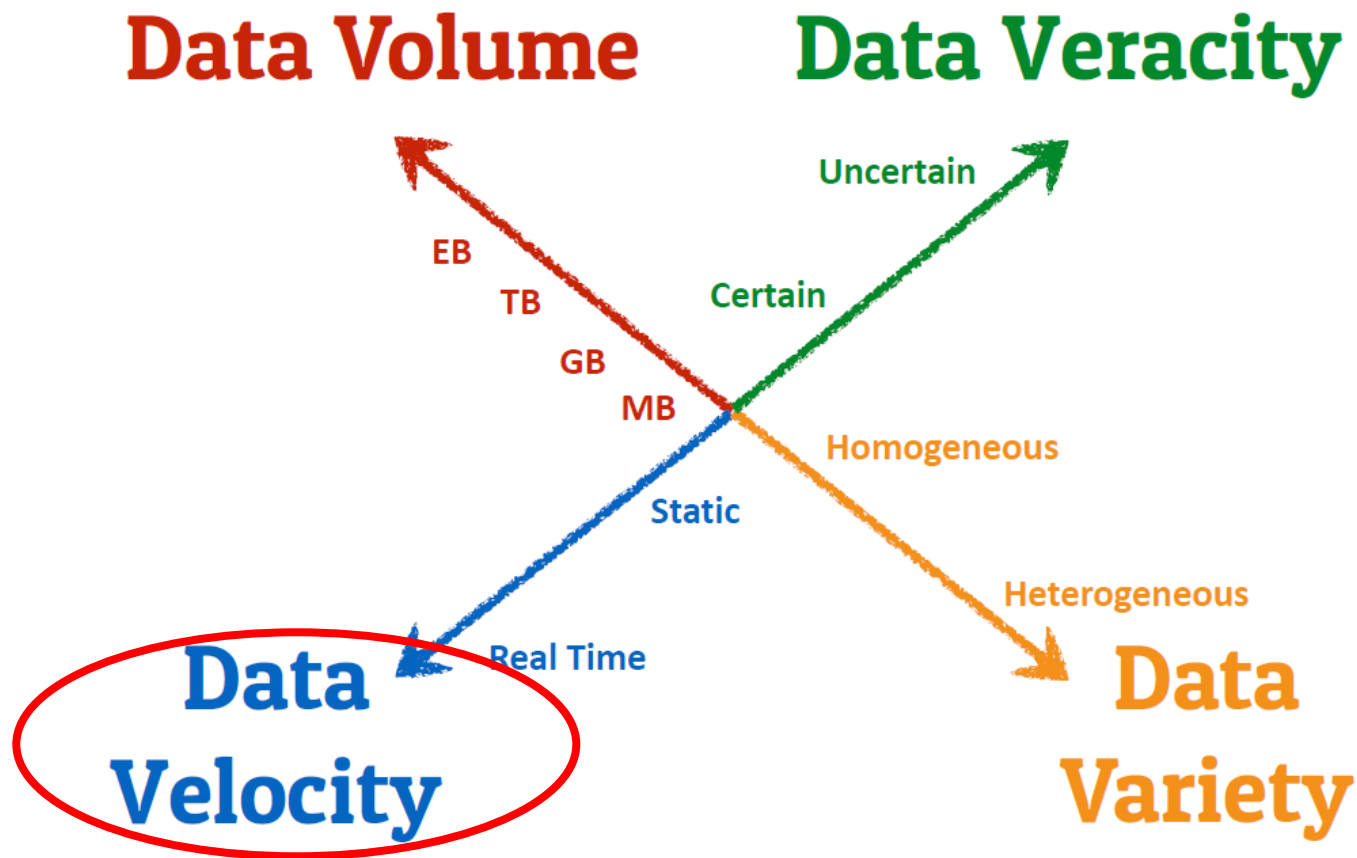 Data Volume
Data Veracity
Uncertain
EB
Certain
TB
GB
MB
Homogeneous
Static
Heterogeneous
Real Time
Data
Velocity
Data
Variety